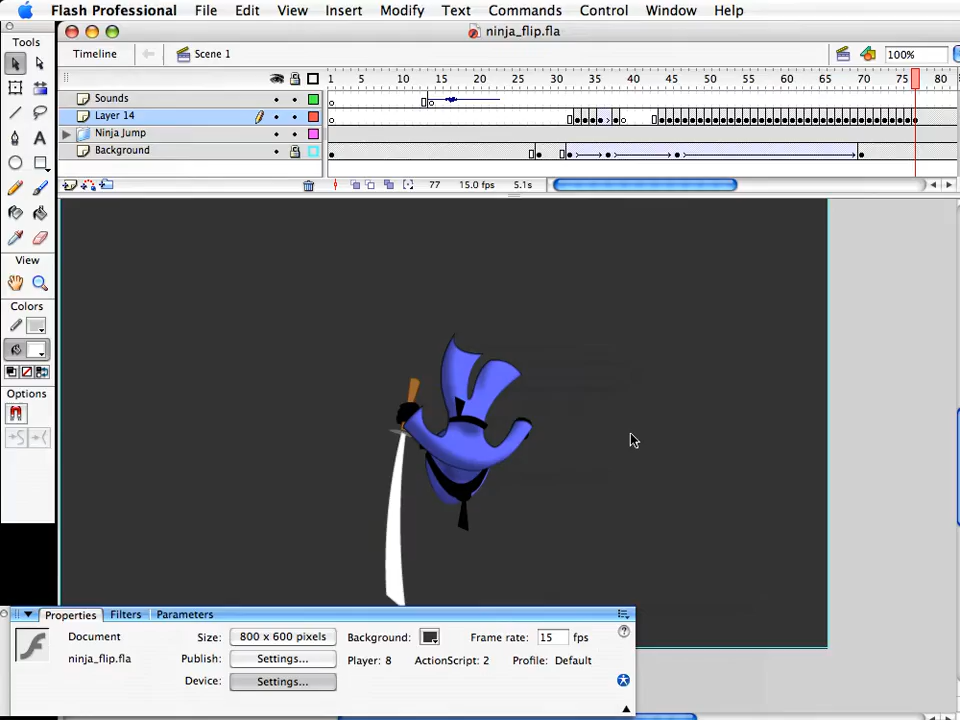 Flash Professional File Edit View Insert Modify Text Commands Control Window Help
ninja_flip.fla
Tools
Timeline Scene 1 100%
1 5 10 15 20 25 30 35 40 45 50 55 60 65 70 75 80
Sounds
Layer 14
Ninja Jump
Background
77 15.0 fps 5.1s
A
View
Colors
Options
Properties Filters Parameters
Document Size: 800 x 600 pixels Background: Frame rate: 15 fps
ninja_flip.fla Publish: Settings... Player: 8 ActionScript: 2 Profile: Default
Device: Settings...